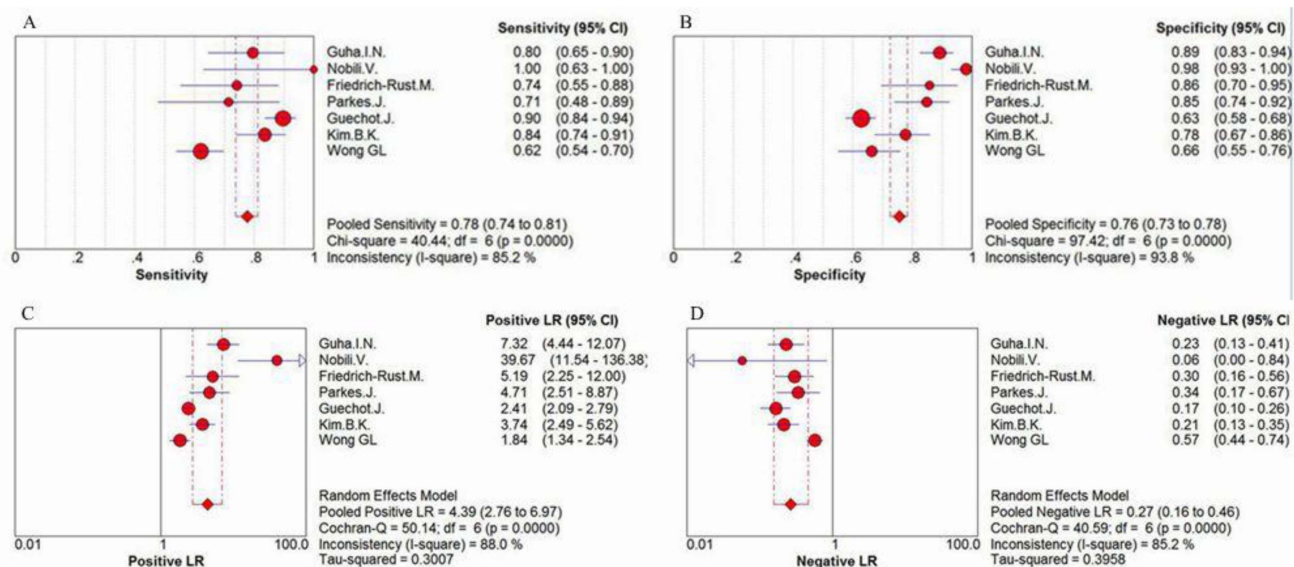 A
Sensitivity (95% CI)
Guha.I.N. 0.80 (0.65 - 0.90)
Nobili.V. 1.00 (0.63 - 1.00)
Friedrich-Rust.M. 0.74 (0.55 - 0.88)
Parkes.J. 0.71 (0.48 - 0.89)
Guechot.J. 0.90 (0.84 - 0.94)
Kim.B.K. 0.84 (0.74 - 0.91)
Wong GL 0.62 (0.54 - 0.70)
Pooled Sensitivity = 0.78 (0.74 to 0.81)
Chi-square = 40.44; df = 6 (p = 0.0000)
Inconsistency (I-square) = 85.2 %
0 .2 .4 .6 .8 1
Sensitivity
B
Specificity (95% CI)
Guha.I.N. 0.89 (0.83 - 0.94)
Nobili.V. 0.98 (0.93 - 1.00)
Friedrich-Rust.M. 0.86 (0.70 - 0.95)
Parkes.J. 0.85 (0.74 - 0.92)
Guechot.J. 0.63 (0.58 - 0.68)
Kim.B.K. 0.78 (0.67 - 0.86)
Wong GL 0.66 (0.55 - 0.76)
Pooled Specificity = 0.76 (0.73 to 0.78)
Chi-square = 97.42; df = 6 (p = 0.0000)
Inconsistency (I-square) = 93.8 %
0 .2 .4 .6 .8 1
Specificity
C
Positive LR (95% CI)
Guha.I.N. 7.32 (4.44 - 12.07)
Nobili.V. 39.67 (11.54 - 136.38)
Friedrich-Rust.M. 5.19 (2.25 - 12.00)
Parkes.J. 4.71 (2.51 - 8.87)
Guechot.J. 2.41 (2.09 - 2.79)
Kim.B.K. 3.74 (2.49 - 5.62)
Wong GL 1.84 (1.34 - 2.54)
Random Effects Model
Pooled Positive LR = 4.39 (2.76 to 6.97)
Cochran-Q = 50.14; df = 6 (p = 0.0000)
Inconsistency (I-square) = 88.0 %
Tau-squared = 0.3007
0.01 1 100.0
Positive LR
D
Negative LR (95% CI
Guha.I.N. 0.23 (0.13 - 0.41)
Nobili.V. 0.06 (0.00 - 0.84)
Friedrich-Rust.M. 0.30 (0.16 - 0.56)
Parkes.J. 0.34 (0.17 - 0.67)
Guechot.J. 0.17 (0.10 - 0.26)
Kim.B.K. 0.21 (0.13 - 0.35)
Wong GL 0.57 (0.44 - 0.74)
Random Effects Model
Pooled Negative LR = 0.27 (0.16 to 0.46)
Cochran-Q = 40.59; df = 6 (p = 0.0000)
Inconsistency (I-square) = 85.2 %
Tau-squared = 0.3958
0.01 1 100.0
Negative LR